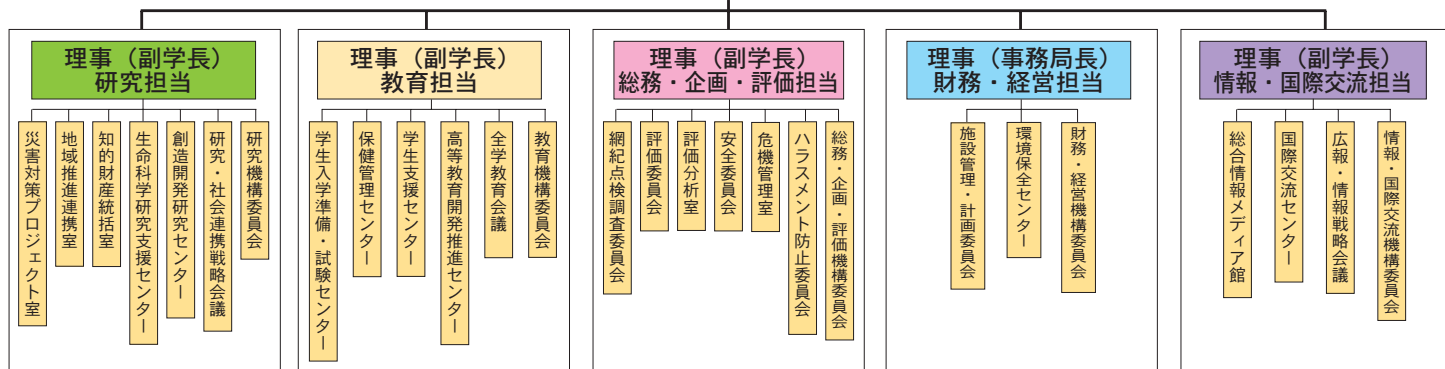 理事（副学長）
研究担当
災害対策プロジェクト室
地域推進連携室
知的財産統括室
生命科学研究支援センター
創造開発研究センター
研究・社会連携戦略会議
研究機構委員会
理事（副学長）
教育担当
学生入学準備・試験センター
保健管理センター
学生支援センター
高等教育開発推進センター
全学教育会議
教育機構委員会
理事（副学長）
総務・企画・評価担当
綱紀点検調査委員会
評価委員会
評価分析室
安全委員会
危機管理室
ハラスメント防止委員会
総務・企画・評価機構委員会
理事（事務局長）
財務・経営担当
施設管理・計画委員会
環境保全センター
財務・経営機構委員会
理事（副学長）
情報・国際交流担当
総合情報メディア館
国際交流センター
広報・情報戦略会議
情報・国際交流機構委員会